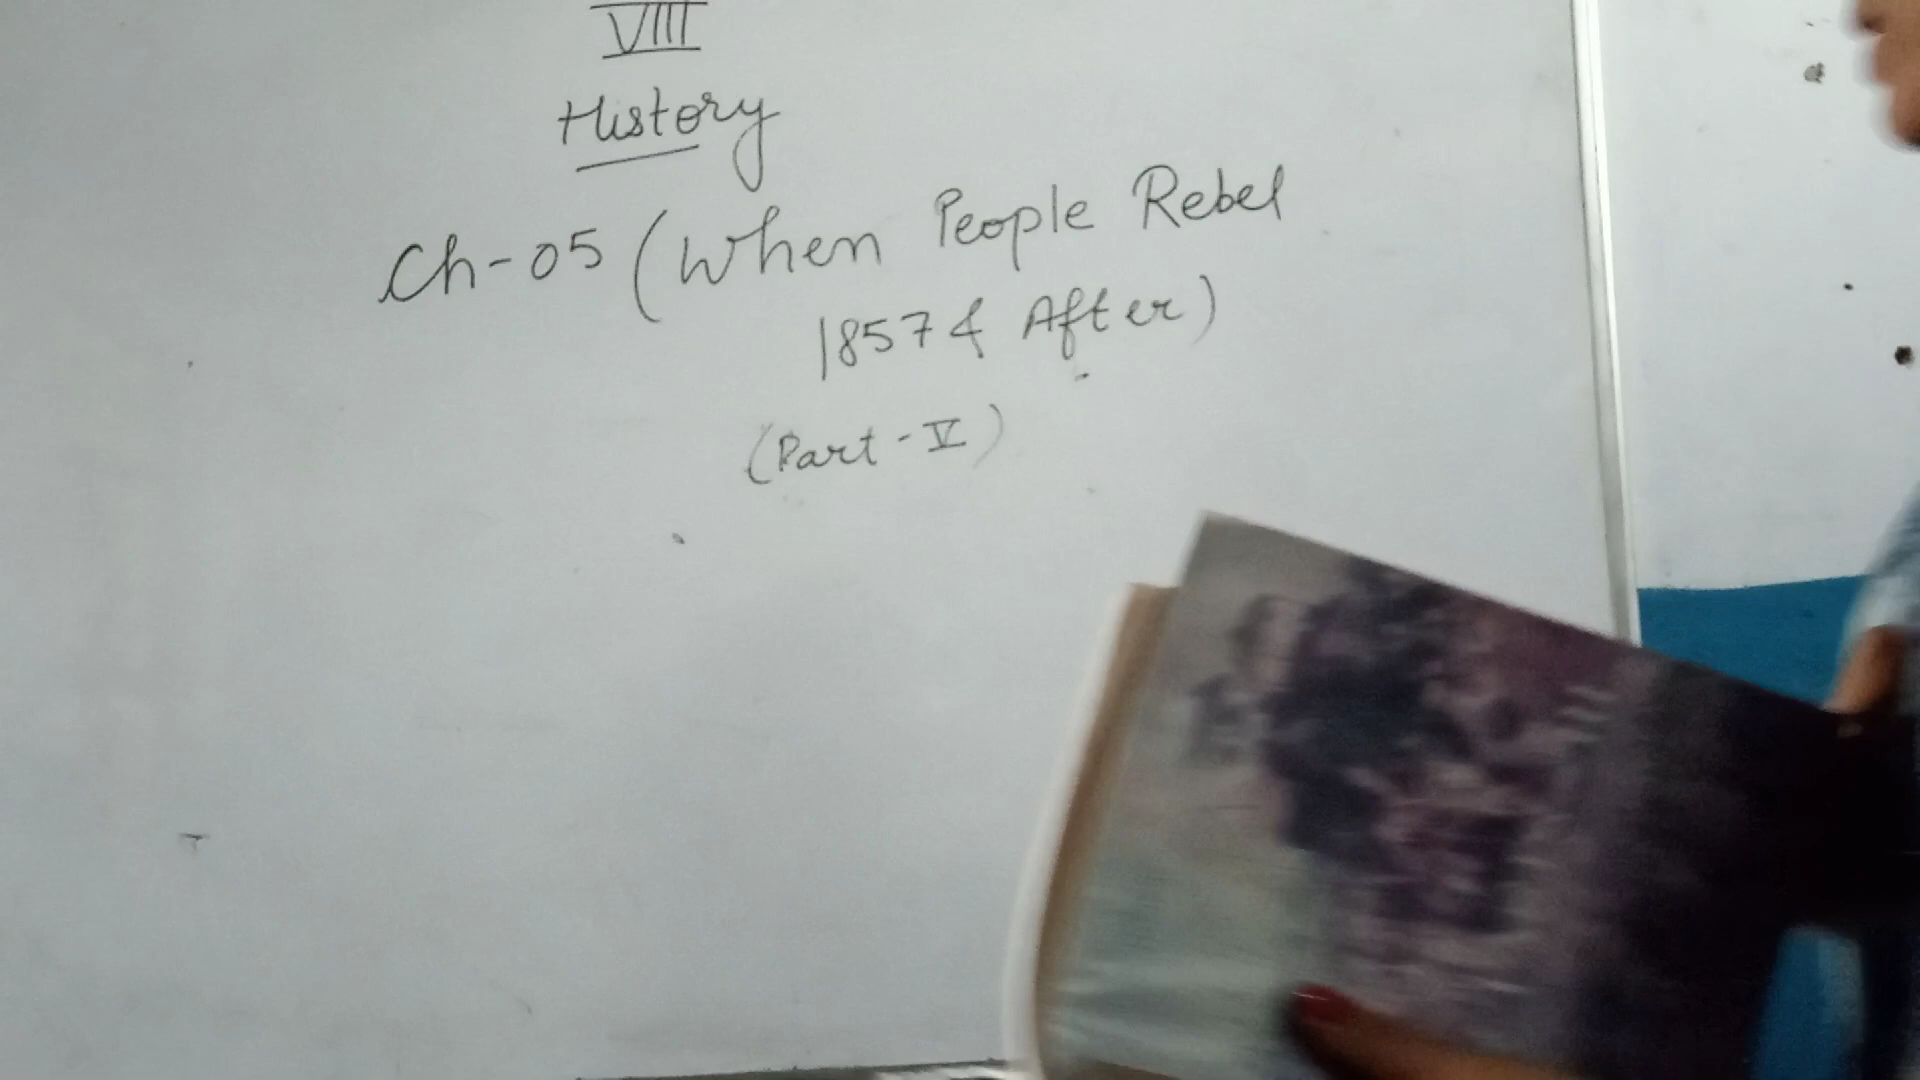 VIII
History
Ch-05 (When People Rebel
1857 & After)
(Part-V)